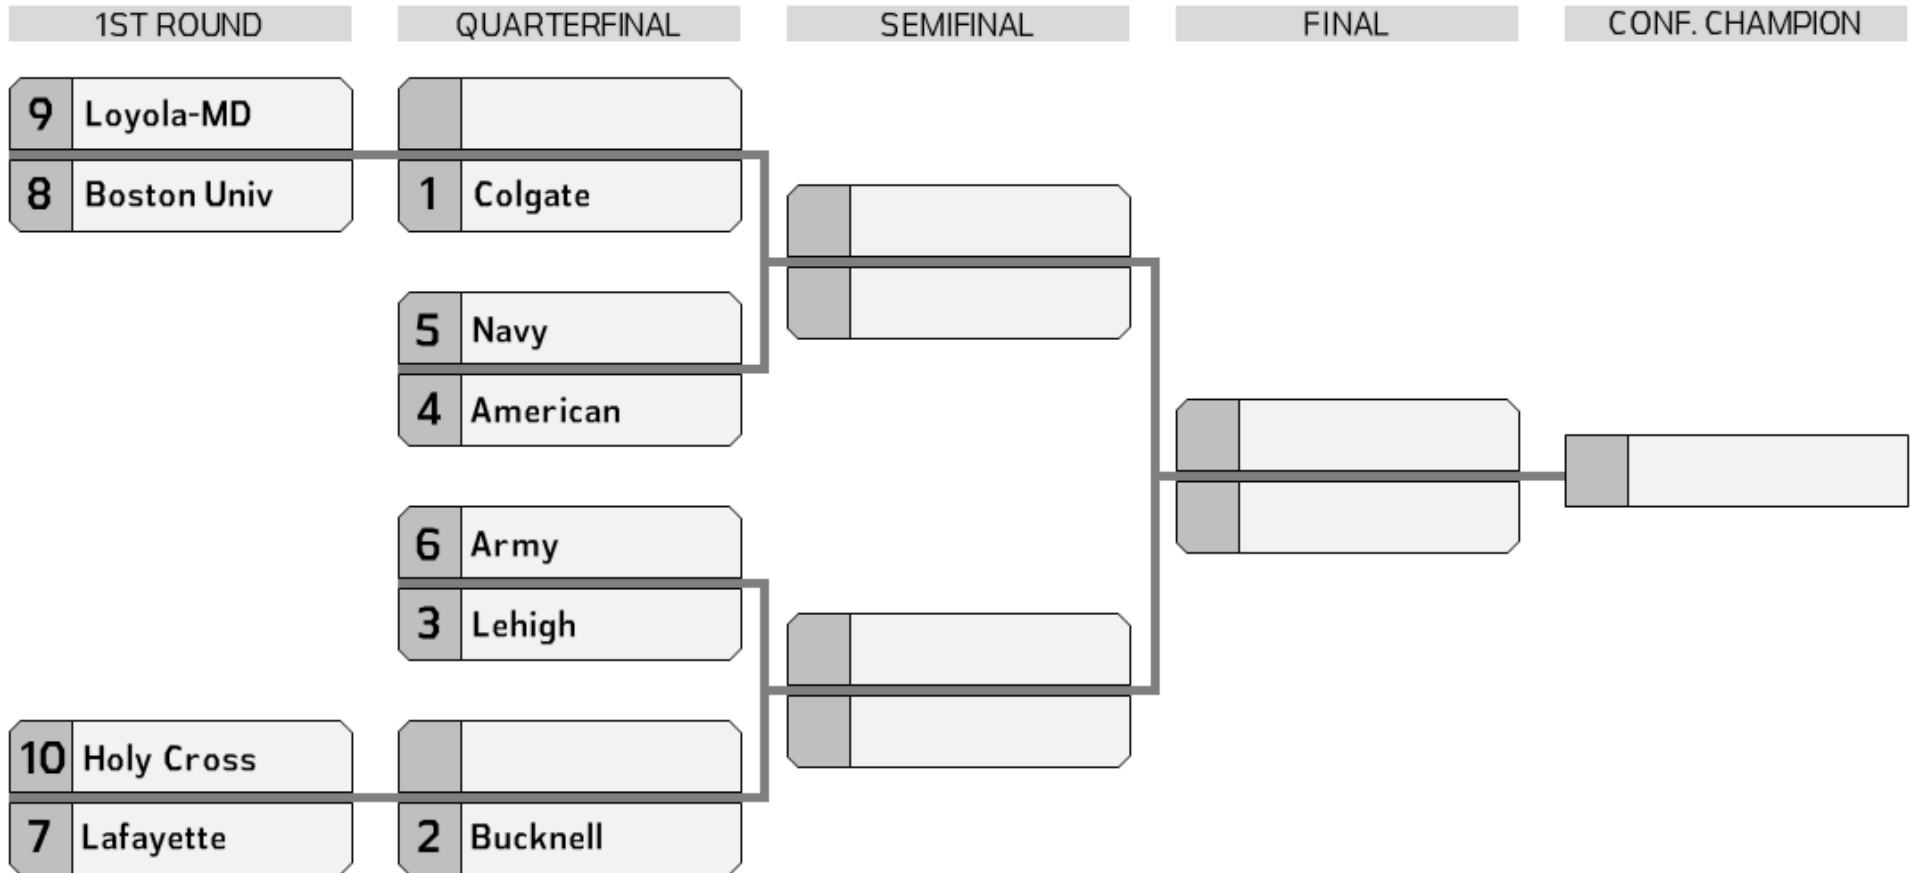 1ST ROUND
QUARTERFINAL
SEMIFINAL
FINAL
CONF. CHAMPION
9 Loyola-MD
8 Boston Univ
1 Colgate
5 Navy
4 American
6 Army
3 Lehigh
10 Holy Cross
7 Lafayette
2 Bucknell